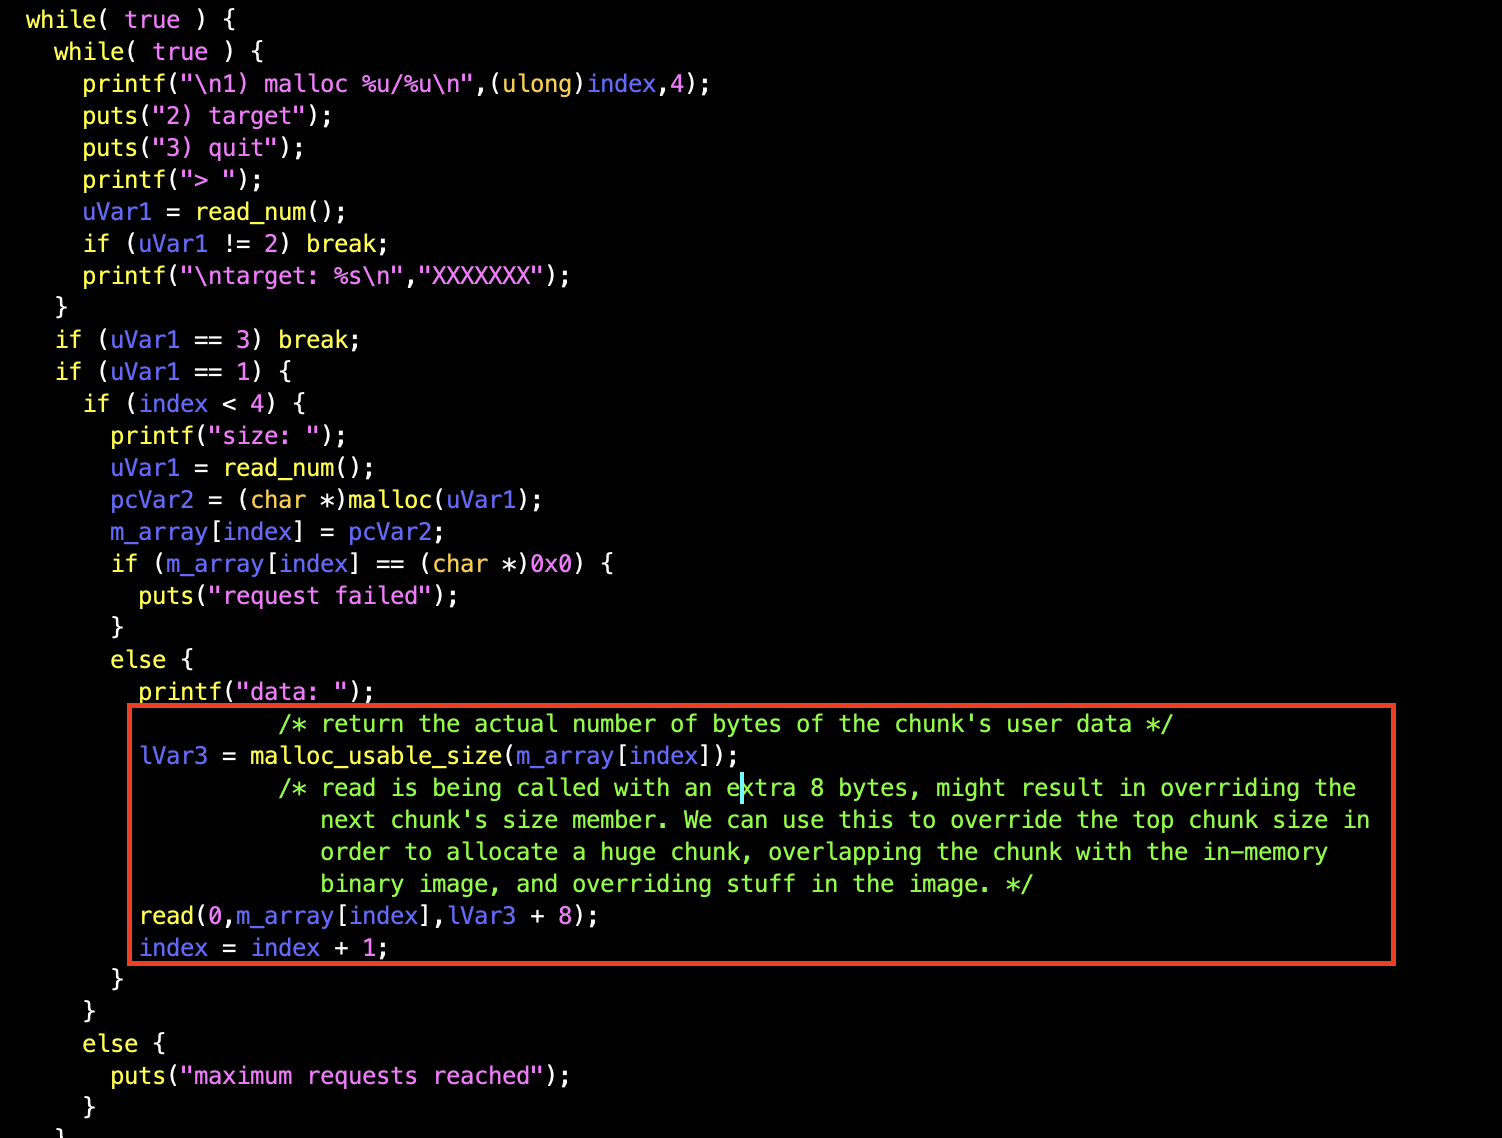 while( true ) {
while( true ) {
printf("\n1) malloc %u/%u\n",(ulong)index,4);
puts("2) target");
puts("3) quit");
printf("> ");
uVar1 = read_num();
if (uVar1 != 2) break;
printf("\ntarget: %s\n","XXXXXXX");
}
if (uVar1 == 3) break;
if (uVar1 == 1) {
if (index < 4) {
printf("size: ");
uVar1 = read_num();
pcVar2 = (char *)malloc(uVar1);
m_array[index] = pcVar2;
if (m_array[index] == (char *)0x0) {
puts("request failed");
}
else {
printf("data: ");
/* return the actual number of bytes of the chunk's user data */
lVar3 = malloc_usable_size(m_array[index]);
/* read is being called with an extra 8 bytes, might result in overriding the
next chunk's size member. We can use this to override the top chunk size in
order to allocate a huge chunk, overlapping the chunk with the in-memory
binary image, and overriding stuff in the image. */
read(0,m_array[index],lVar3 + 8);
index = index + 1;
}
}
else {
puts("maximum requests reached");
}
}